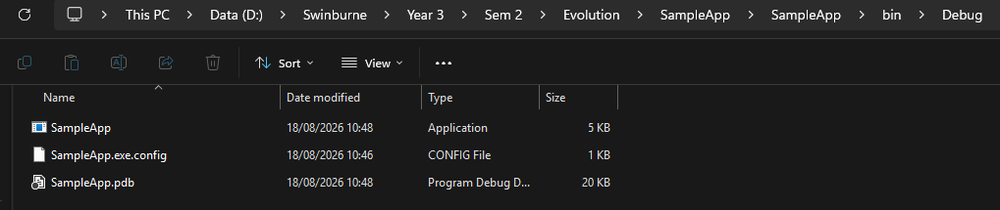 This PC > Data (D:) > Swinburne > Year 3 > Sem 2 > Evolution > SampleApp > SampleApp > bin > Debug
Sort View
Name Date modified Type Size
SampleApp 18/08/2026 10:48 Application 5 KB
SampleApp.exe.config 18/08/2026 10:46 CONFIG File 1 KB
SampleApp.pdb 18/08/2026 10:48 Program Debug D... 20 KB